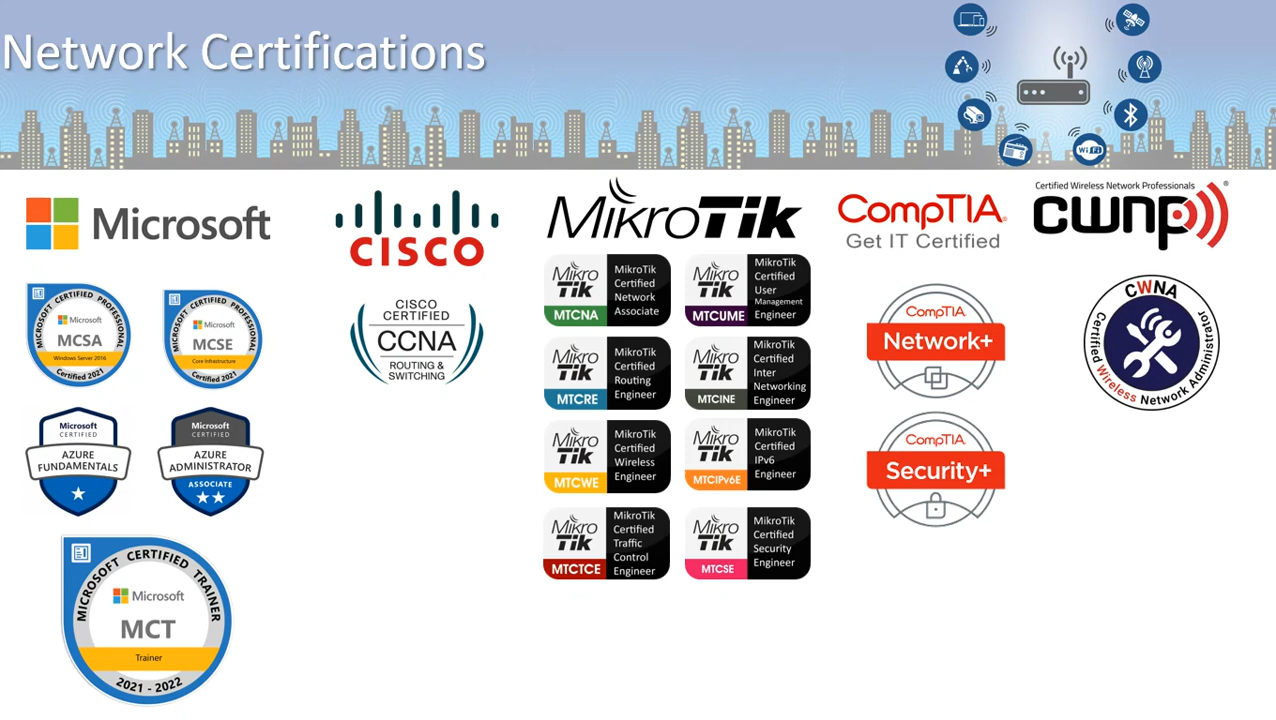 Network Certifications
WiFi
Microsoft
MICROSOFT CERTIFIED PROFESSIONAL
Microsoft
MCSA
Windows Server 2016
Certified 2021
MICROSOFT CERTIFIED PROFESSIONAL
Microsoft
MCSE
Core Infrastructure
Certified 2021
Microsoft
CERTIFIED
AZURE
FUNDAMENTALS
Microsoft
CERTIFIED
AZURE
ADMINISTRATOR
ASSOCIATE
MICROSOFT CERTIFIED TRAINER
Microsoft
MCT
Trainer
2021 - 2022
CISCO
CISCO
CERTIFIED
CCNA
ROUTING &
SWITCHING
MikroTik
MikroTik
MTCNA
MikroTik
Certified
Network
Associate
MikroTik
MTCUME
MikroTik
Certified
User
Management
Engineer
MikroTik
MTCRE
MikroTik
Certified
Routing
Engineer
MikroTik
MTCINE
MikroTik
Certified
Inter
Networking
Engineer
MikroTik
MTCWE
MikroTik
Certified
Wireless
Engineer
MikroTik
MTCIPv6E
MikroTik
Certified
IPv6
Engineer
MikroTik
MTCTCE
MikroTik
Certified
Traffic
Control
Engineer
MikroTik
MTCSE
MikroTik
Certified
Security
Engineer
CompTIA®
Get IT Certified
CompTIA
Network+
CompTIA
Security+
Certified Wireless Network Professionals
CWNP®
CWNA
Certified Wireless Network Administrator